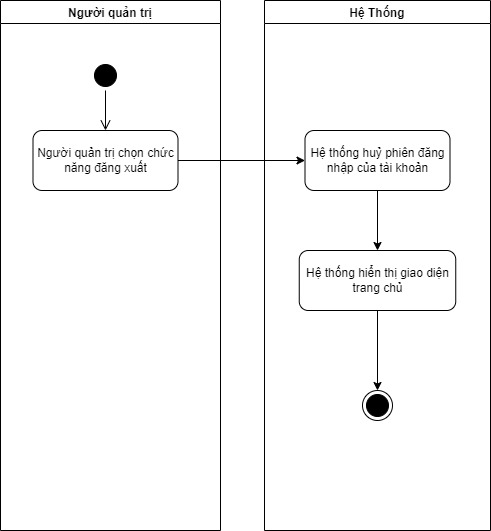 Người quản trị
Hệ Thống
Người quản trị chọn chức
năng đăng xuất
Hệ thống huỷ phiên đăng
nhập của tài khoản
Hệ thống hiển thị giao diện
trang chủ